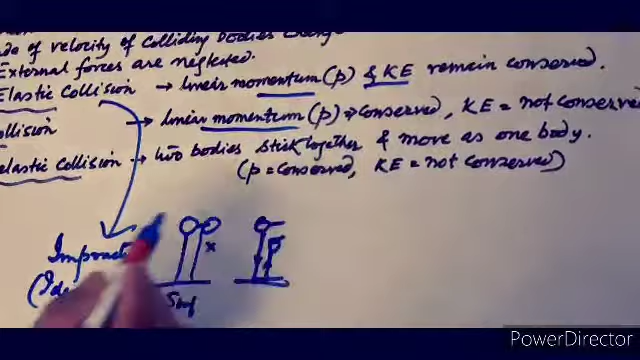 de of velocity of Colliding bodies Change
External forces are neglected.
Elastic Collision → linear momentum (p) & KE remain conserved.
ollision → linear momentum (p) → conserved, KE = not conserved
elastic Collision → two bodies stick together & move as one body.
(p = conserved, KE = not conserved)
x
PowerDirector